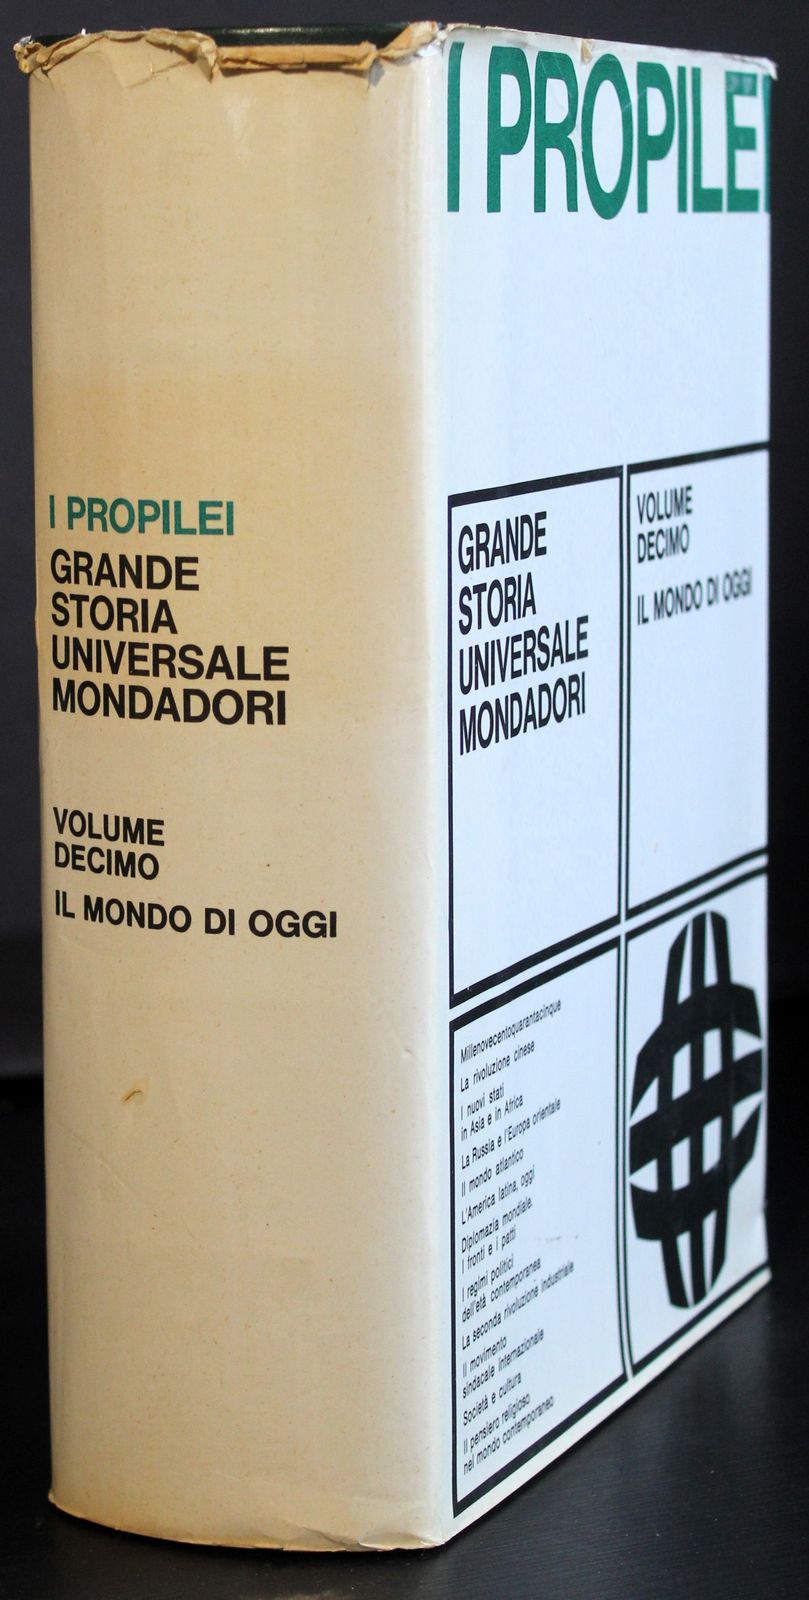 I PROPILEI
GRANDE
STORIA
UNIVERSALE
MONDADORI
VOLUME
DECIMO
IL MONDO DI OGGI
I PROPILEI
GRANDE
STORIA
UNIVERSALE
MONDADORI
VOLUME
DECIMO
IL MONDO DI OGGI
Millenovecentoquarantacinque
La rivoluzione cinese
I nuovi stati
in Asia e in Africa
La Russia e l'Europa orientale
Il mondo atlantico
L'America latina, oggi
Diplomazia mondiale.
I fronti e i patti
I regimi politici
dell'età contemporanea
La seconda rivoluzione industriale
Il movimento
sindacale internazionale
Società e cultura
Il pensiero religioso
nel mondo contemporaneo